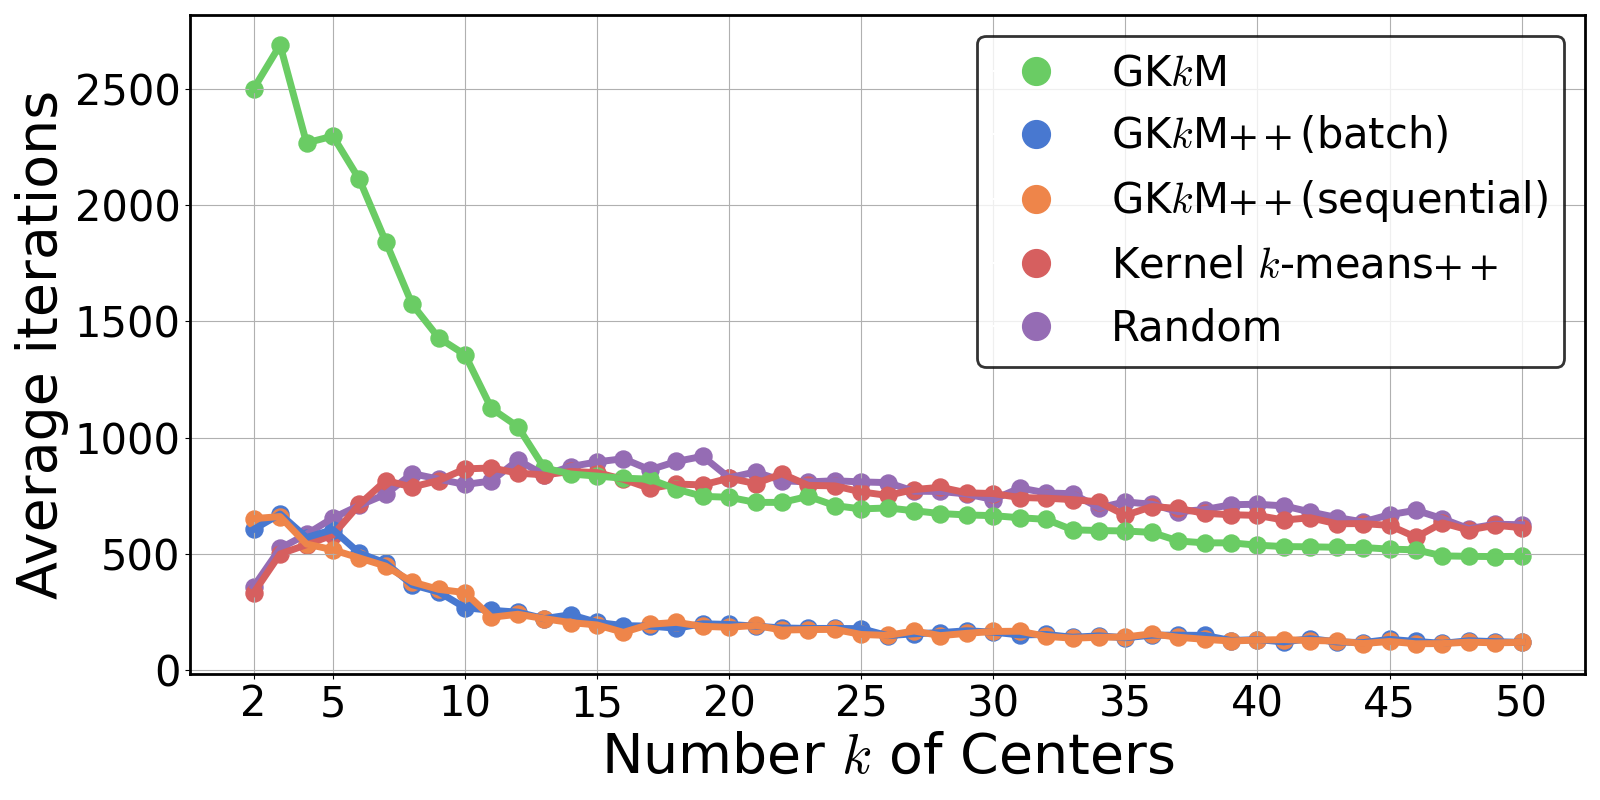 Average iterations
2500
2000
1500
1000
500
0
2 5 10 15 20 25 30 35 40 45 50
Number k of Centers
GKkM
GKkM++(batch)
GKkM++(sequential)
Kernel k-means++
Random